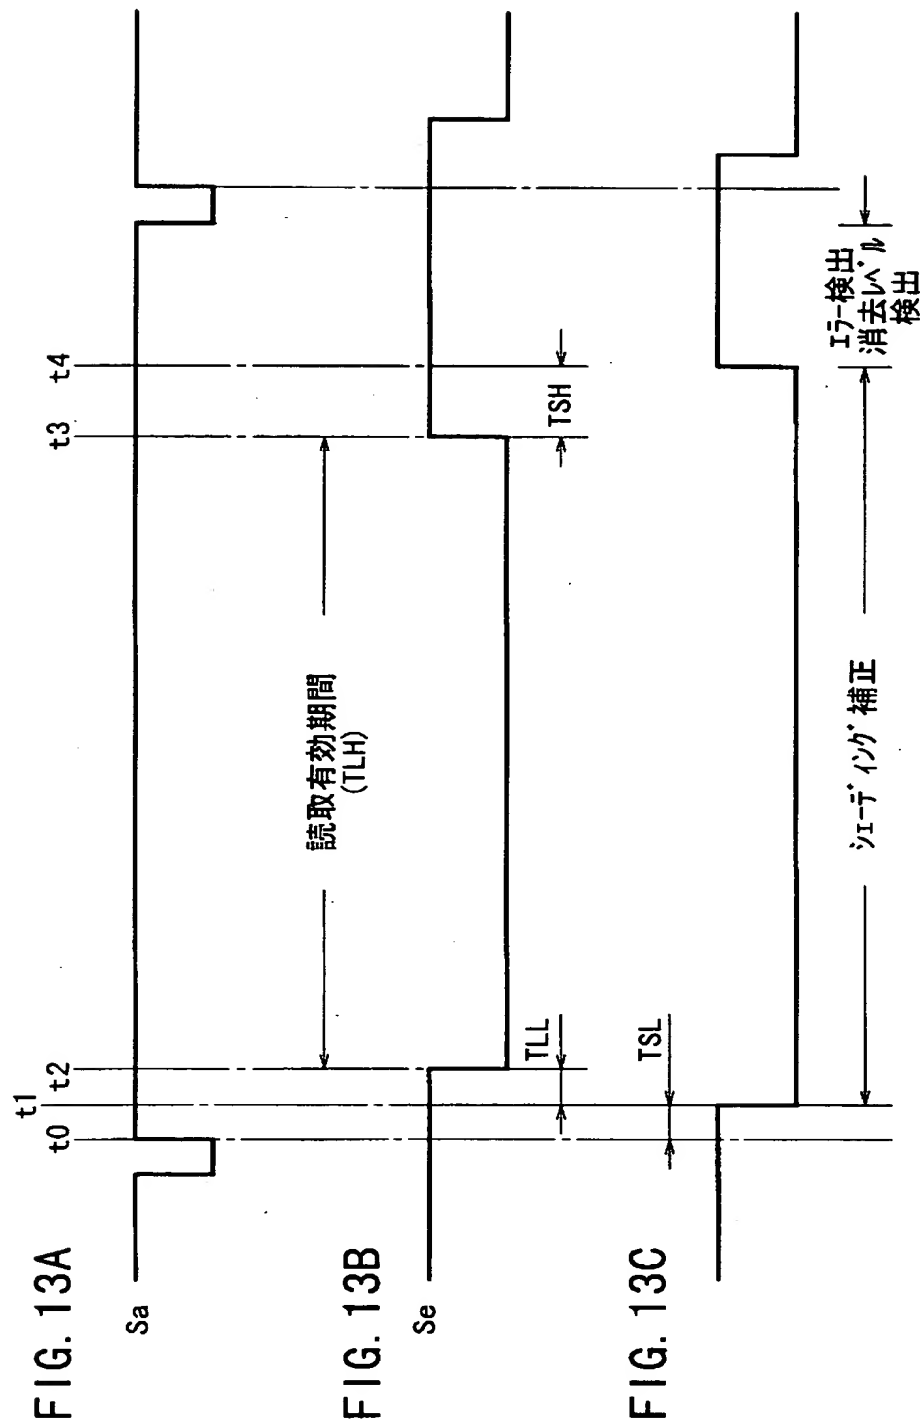 FIG. 13A
Sa
t0
t1
t2
t3
t4
読取有効期間
(TLH)
FIG. 13B
Se
TLL
TSH
FIG. 13C
TSL
シェーディング補正
エラー検出
消去レベル
検出